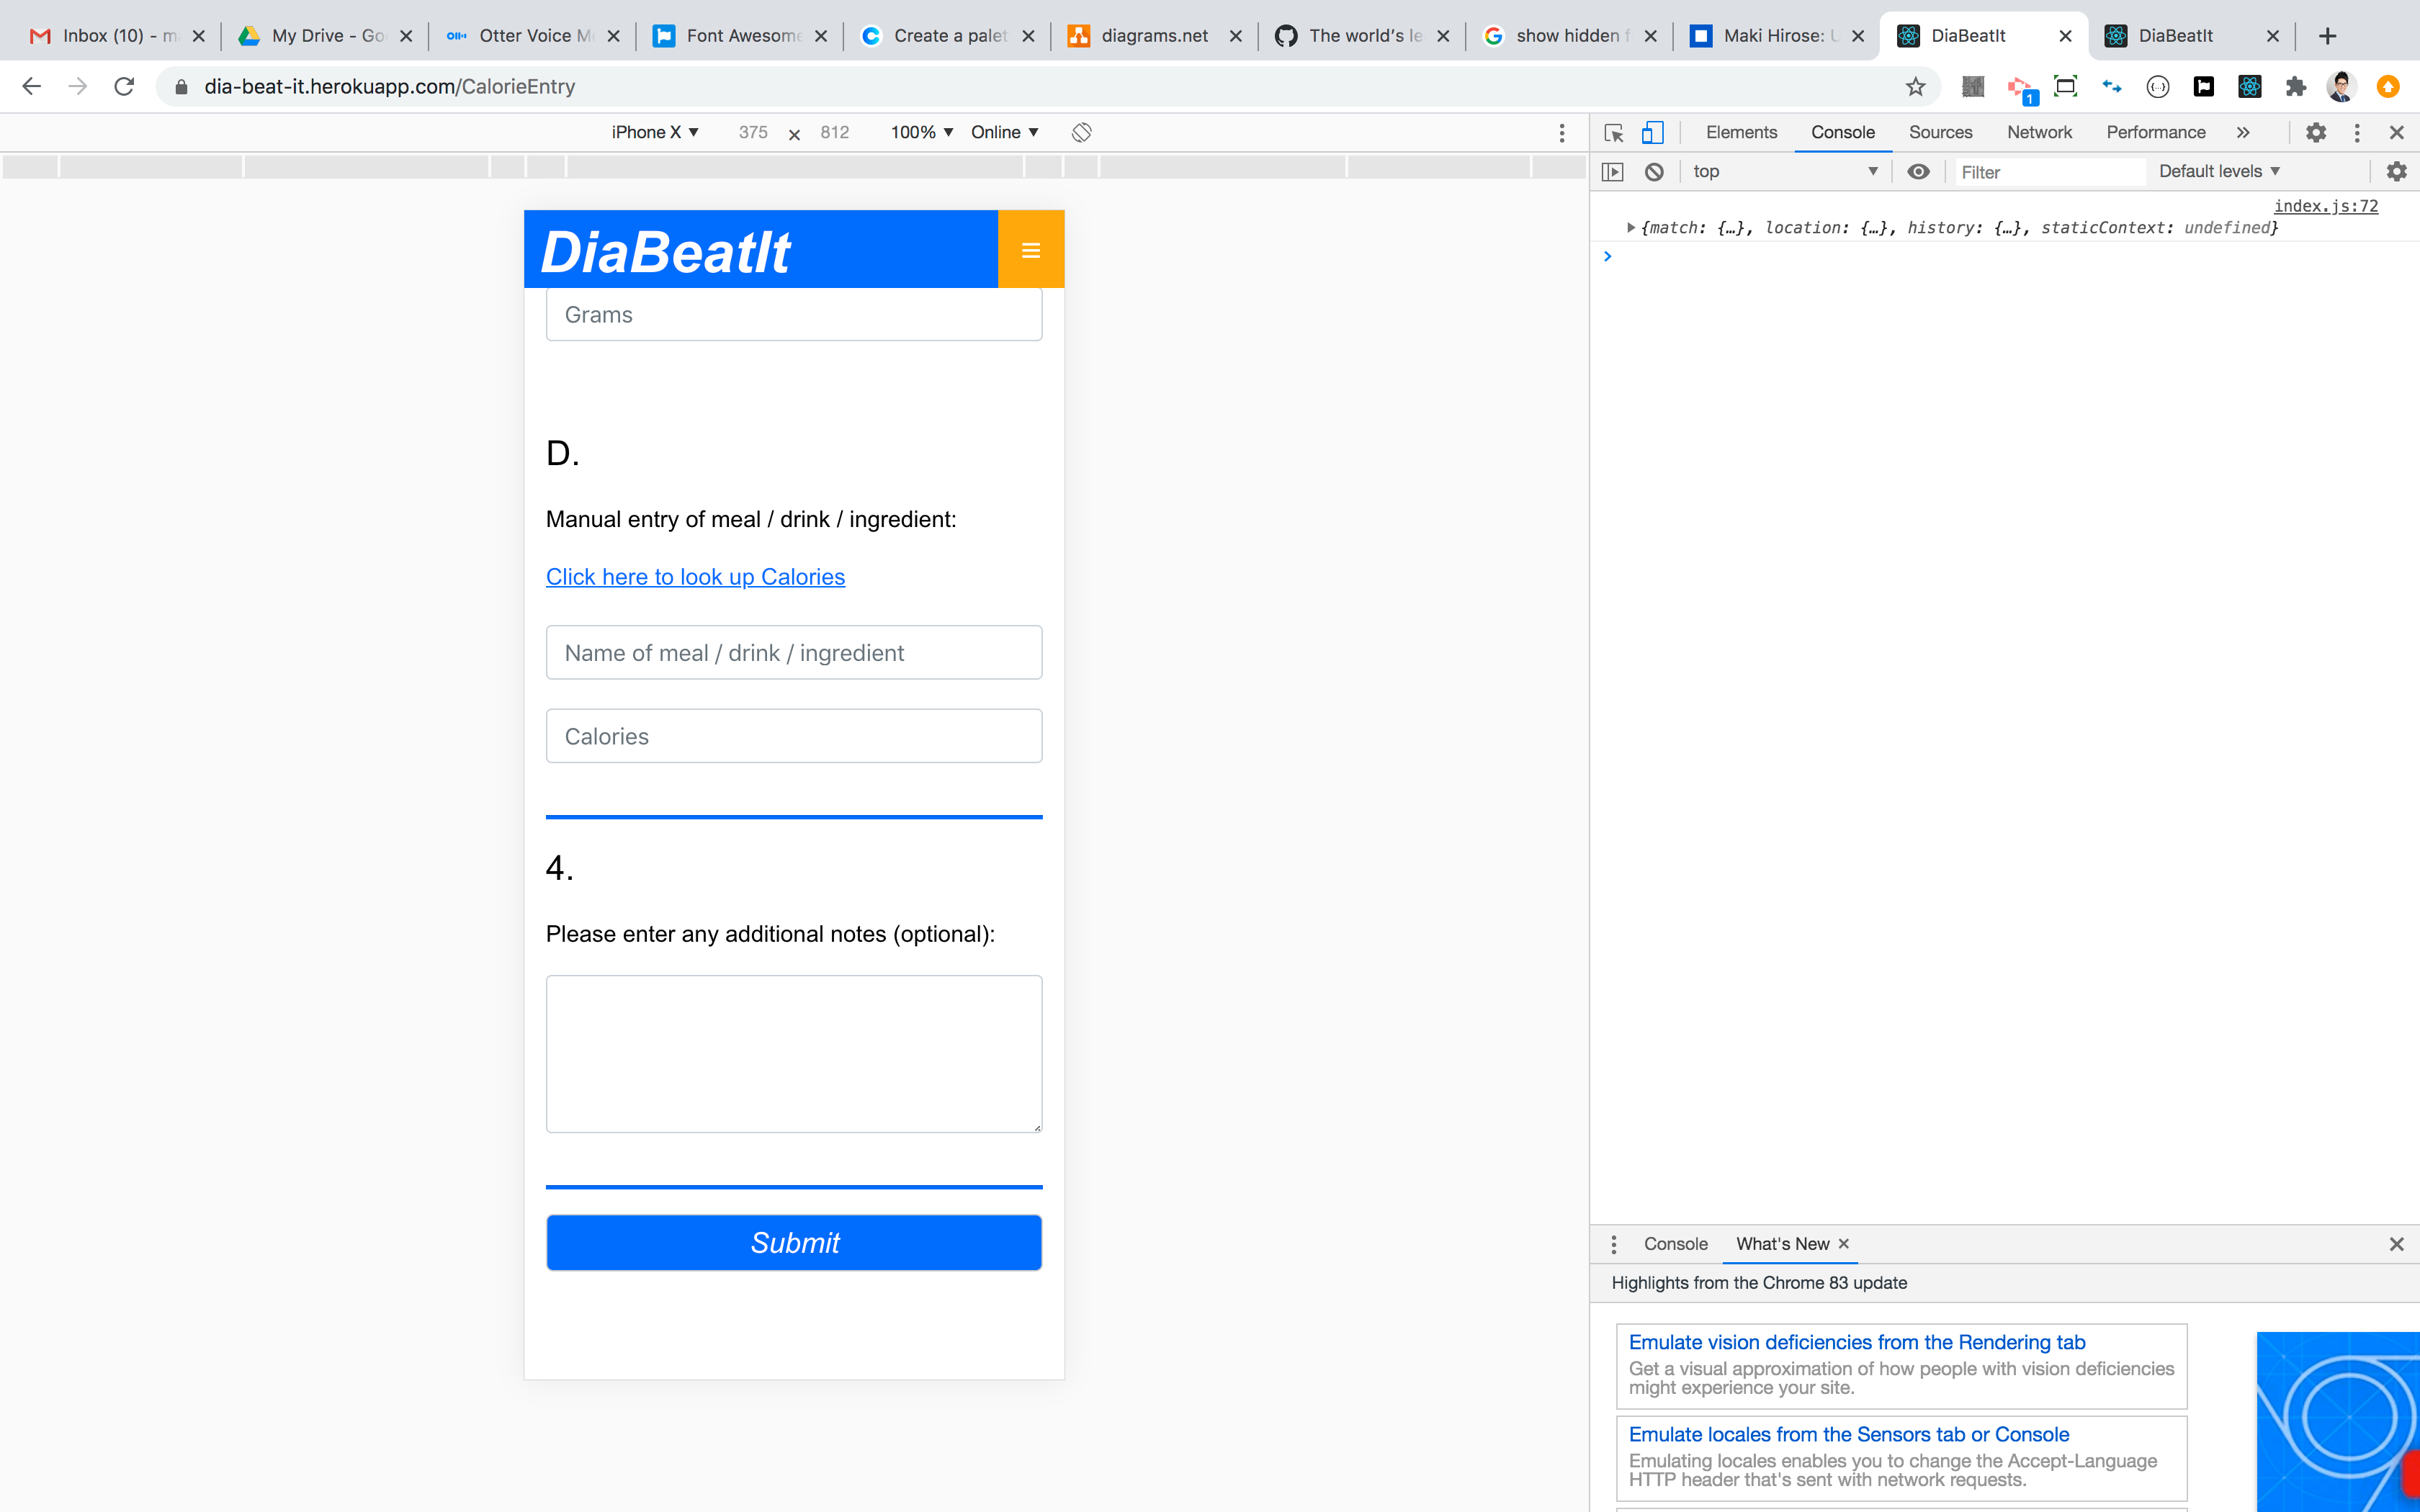 Inbox (10) - m
My Drive - Go
Otter Voice M
Font Awesome
Create a palet
diagrams.net
The world's le
show hidden f
Maki Hirose: U
DiaBeatIt
DiaBeatIt
dia-beat-it.herokuapp.com/CalorieEntry
1
iPhone X ▼ 375 × 812 100% ▼ Online ▼
Elements Console Sources Network Performance »
top Filter Default levels ▼
index.js:72
{match: {…}, location: {…}, history: {…}, staticContext: undefined}
DiaBeatIt
Grams
D.
Manual entry of meal / drink / ingredient:
Click here to look up Calories
Name of meal / drink / ingredient
Calories
4.
Please enter any additional notes (optional):
Submit
Console What's New
Highlights from the Chrome 83 update
Emulate vision deficiencies from the Rendering tab
Get a visual approximation of how people with vision deficiencies
might experience your site.
Emulate locales from the Sensors tab or Console
Emulating locales enables you to change the Accept-Language
HTTP header that's sent with network requests.